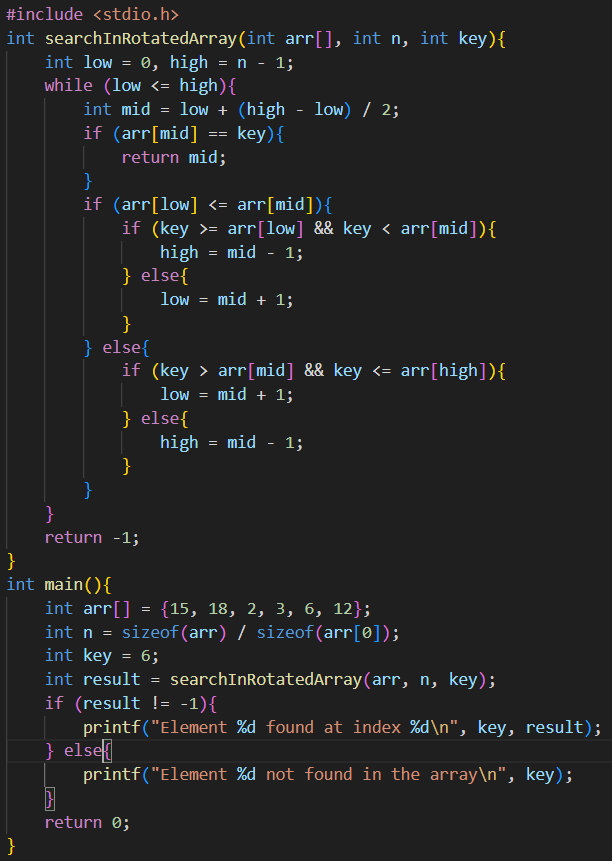 #include <stdio.h>
int searchInRotatedArray(int arr[], int n, int key){
    int low = 0, high = n - 1;
    while (low <= high){
        int mid = low + (high - low) / 2;
        if (arr[mid] == key){
            return mid;
        }
        if (arr[low] <= arr[mid]){
            if (key >= arr[low] && key < arr[mid]){
                high = mid - 1;
            } else{
                low = mid + 1;
            }
        } else{
            if (key > arr[mid] && key <= arr[high]){
                low = mid + 1;
            } else{
                high = mid - 1;
            }
        }
    }
    return -1;
}
int main(){
    int arr[] = {15, 18, 2, 3, 6, 12};
    int n = sizeof(arr) / sizeof(arr[0]);
    int key = 6;
    int result = searchInRotatedArray(arr, n, key);
    if (result != -1){
        printf("Element %d found at index %d\n", key, result);
    } else{
        printf("Element %d not found in the array\n", key);
    }
    return 0;
}